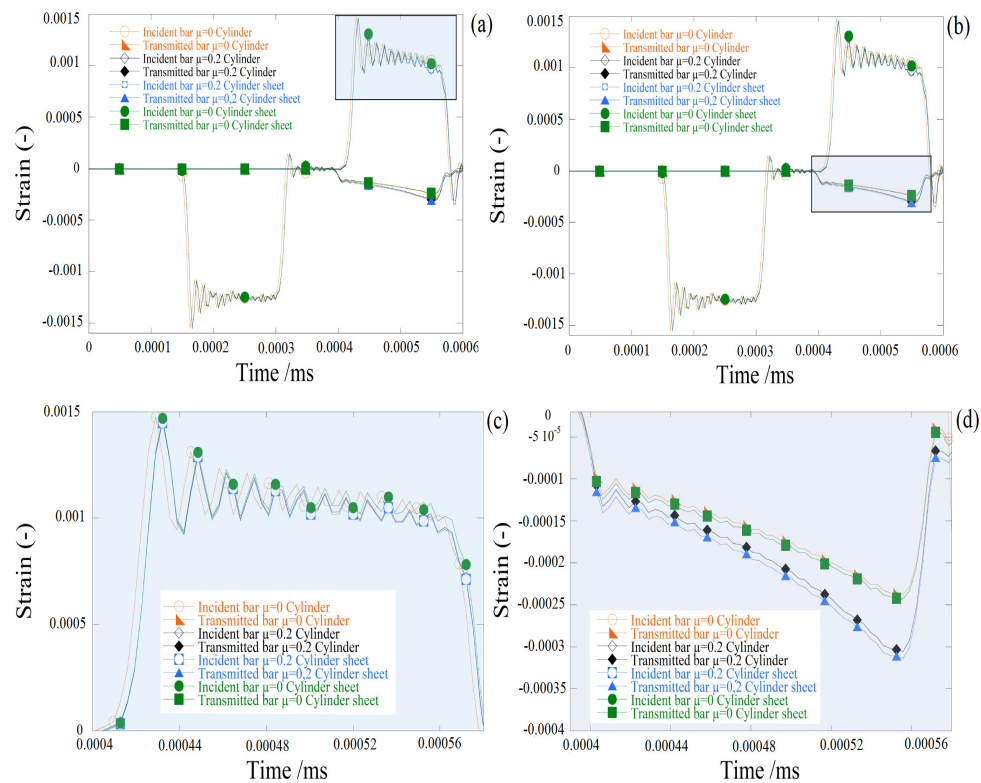 (a)
0.0015
0.001
0.0005
0
-0.0005
-0.001
-0.0015
Strain (-)
Incident bar µ=0 Cylinder
Transmitted bar µ=0 Cylinder
Incident bar µ=0.2 Cylinder
Transmitted bar µ=0.2 Cylinder
Incident bar µ=0.2 Cylinder sheet
Transmitted bar µ=0,2 Cylinder sheet
Incident bar µ=0 Cylinder sheet
Transmitted bar µ=0 Cylinder sheet
0 0.0001 0.0002 0.0003 0.0004 0.0005 0.0006
Time /ms
(b)
0.0015
0.001
0.0005
0
-0.0005
-0.001
-0.0015
Strain (-)
Incident bar µ=0 Cylinder
Transmitted bar µ=0 Cylinder
Incident bar µ=0.2 Cylinder
Transmitted bar µ=0.2 Cylinder
Incident bar µ=0.2 Cylinder sheet
Transmitted bar µ=0.2 Cylinder sheet
Incident bar µ=0 Cylinder sheet
Transmitted bar µ=0 Cylinder sheet
0 0.0001 0.0002 0.0003 0.0004 0.0005 0.0006
Time /ms
(c)
0.0015
0.001
0.0005
0
Strain (-)
Incident bar µ=0 Cylinder
Transmitted bar µ=0 Cylinder
Incident bar µ=0.2 Cylinder
Transmitted bar µ=0.2 Cylinder
Incident bar µ=0.2 Cylinder sheet
Transmitted bar µ=0,2 Cylinder sheet
Incident bar µ=0 Cylinder sheet
Transmitted bar µ=0 Cylinder sheet
0.0004 0.00044 0.00048 0.00052 0.00056
Time /ms
(d)
0
-5 10⁻⁵
-0.0001
-0.00015
-0.0002
-0.00025
-0.0003
-0.00035
-0.0004
Strain (-)
Incident bar µ=0 Cylinder
Transmitted bar µ=0 Cylinder
Incident bar µ=0.2 Cylinder
Transmitted bar µ=0.2 Cylinder
Incident bar µ=0.2 Cylinder sheet
Transmitted bar µ=0,2 Cylinder sheet
Incident bar µ=0 Cylinder sheet
Transmitted bar µ=0 Cylinder sheet
0.0004 0.00044 0.00048 0.00052 0.00056
Time /ms